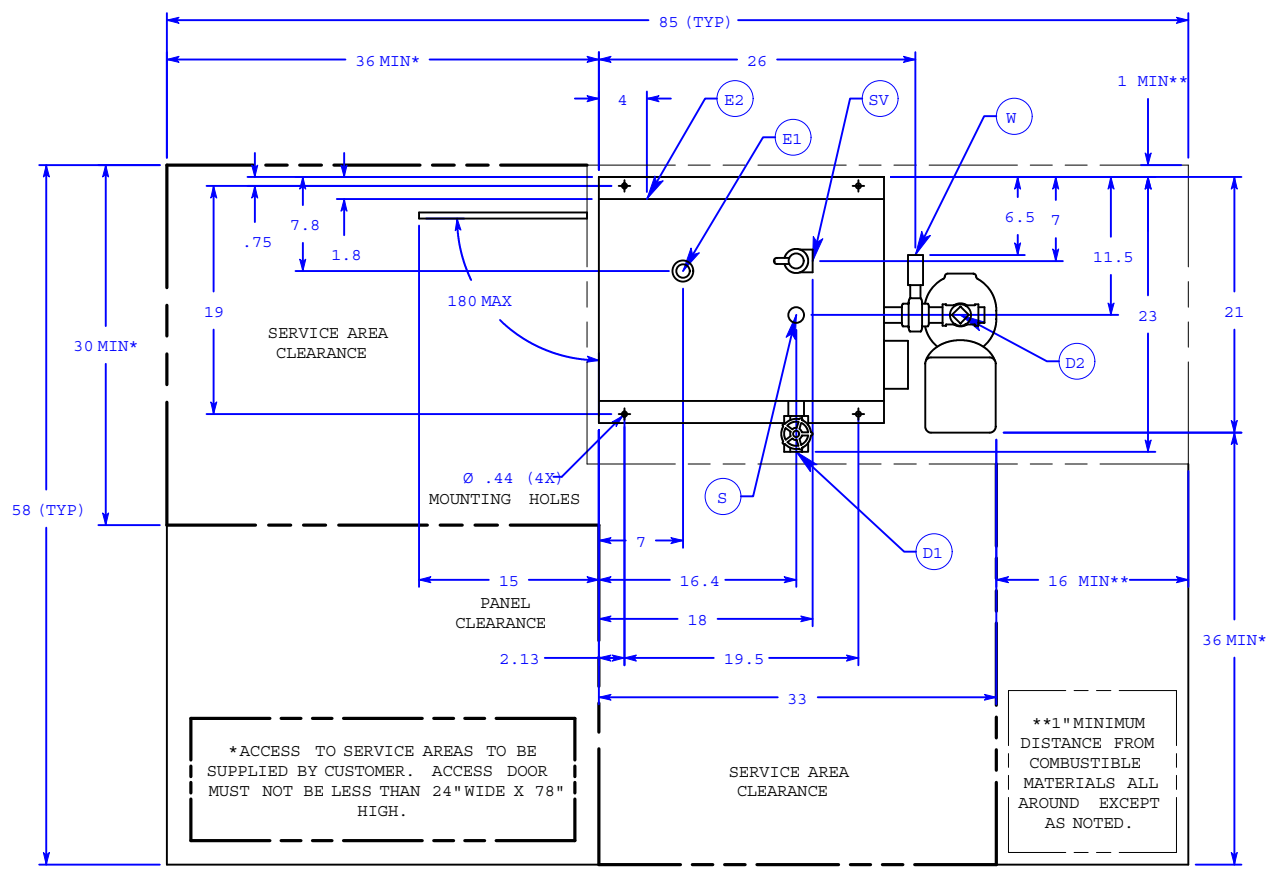 85 (TYP)
36 MIN*
26
1 MIN**
4
E2
SV
W
E1
7.8
.75
1.8
6.5
7
11.5
19
180 MAX
23
21
30 MIN*
SERVICE AREA
CLEARANCE
D2
Ø .44 (4X)
MOUNTING HOLES
S
58 (TYP)
7
D1
15
16.4
16 MIN**
PANEL
CLEARANCE
18
36 MIN*
2.13
19.5
33
*ACCESS TO SERVICE AREAS TO BE
SUPPLIED BY CUSTOMER. ACCESS DOOR
MUST NOT BE LESS THAN 24" WIDE X 78"
HIGH.
SERVICE AREA
CLEARANCE
**1" MINIMUM
DISTANCE FROM
COMBUSTIBLE
MATERIALS ALL
AROUND EXCEPT
AS NOTED.